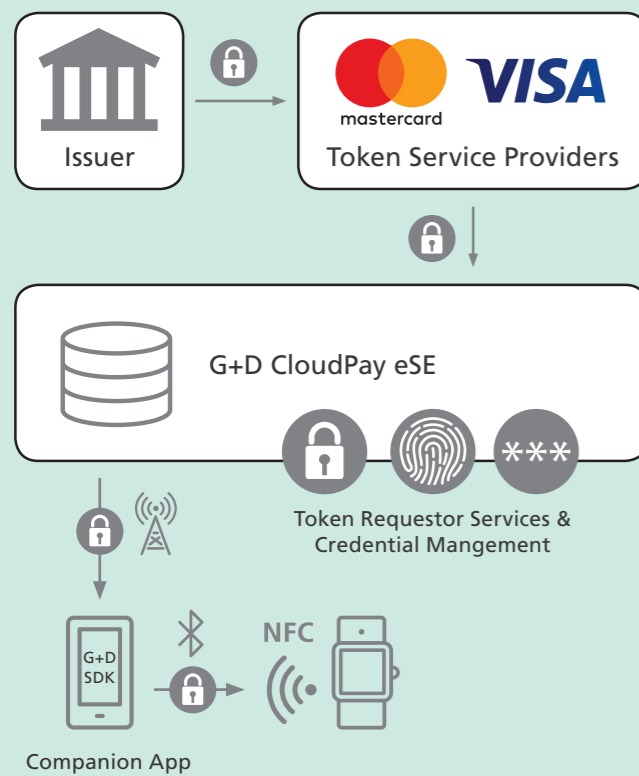 mastercard
VISA
Issuer
Token Service Providers
G+D CloudPay eSE
***
Token Requestor Services &
Credential Mangement
NFC
G+D
SDK
Companion App